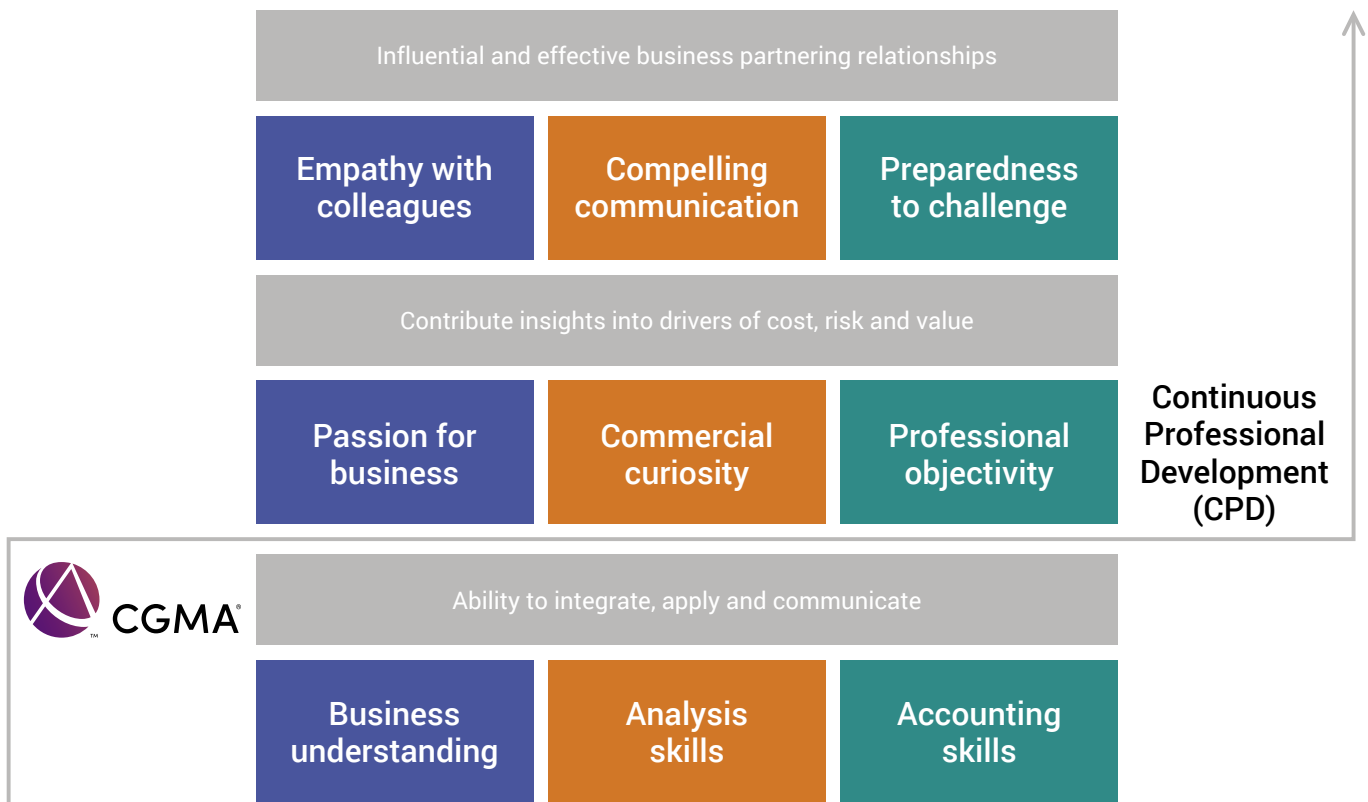 Influential and effective business partnering relationships
Empathy with
colleagues
Compelling
communication
Preparedness
to challenge
Contribute insights into drivers of cost, risk and value
Passion for
business
Commercial
curiosity
Professional
objectivity
Continuous
Professional
Development
(CPD)
CGMA®
™
Ability to integrate, apply and communicate
Business
understanding
Analysis
skills
Accounting
skills